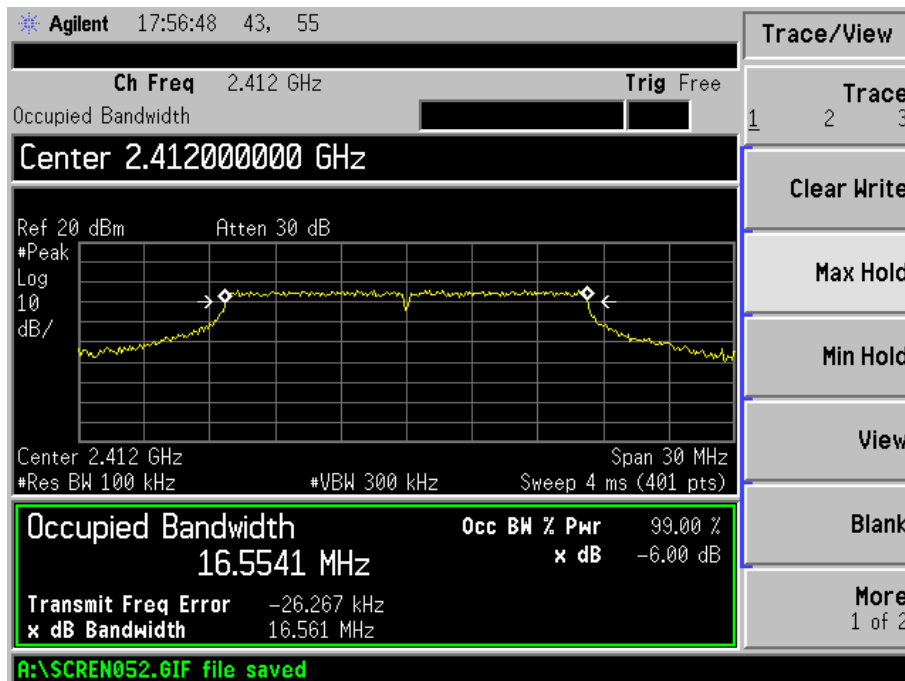 Agilent 17:56:48 43, 55
Trace/View
Ch Freq 2.412 GHz Trig Free
Occupied Bandwidth
Trace
1 2 3
Center 2.412000000 GHz
Clear Write
Ref 20 dBm Atten 30 dB
#Peak
Log
10
dB/
Max Hold
Min Hold
View
Center 2.412 GHz Span 30 MHz
#Res BW 100 kHz #VBW 300 kHz Sweep 4 ms (401 pts)
Occupied Bandwidth Occ BW % Pwr 99.00 %
16.5541 MHz x dB -6.00 dB
Blank
Transmit Freq Error -26.267 kHz
x dB Bandwidth 16.561 MHz
More
1 of 2
A:\SCREN052.GIF file saved